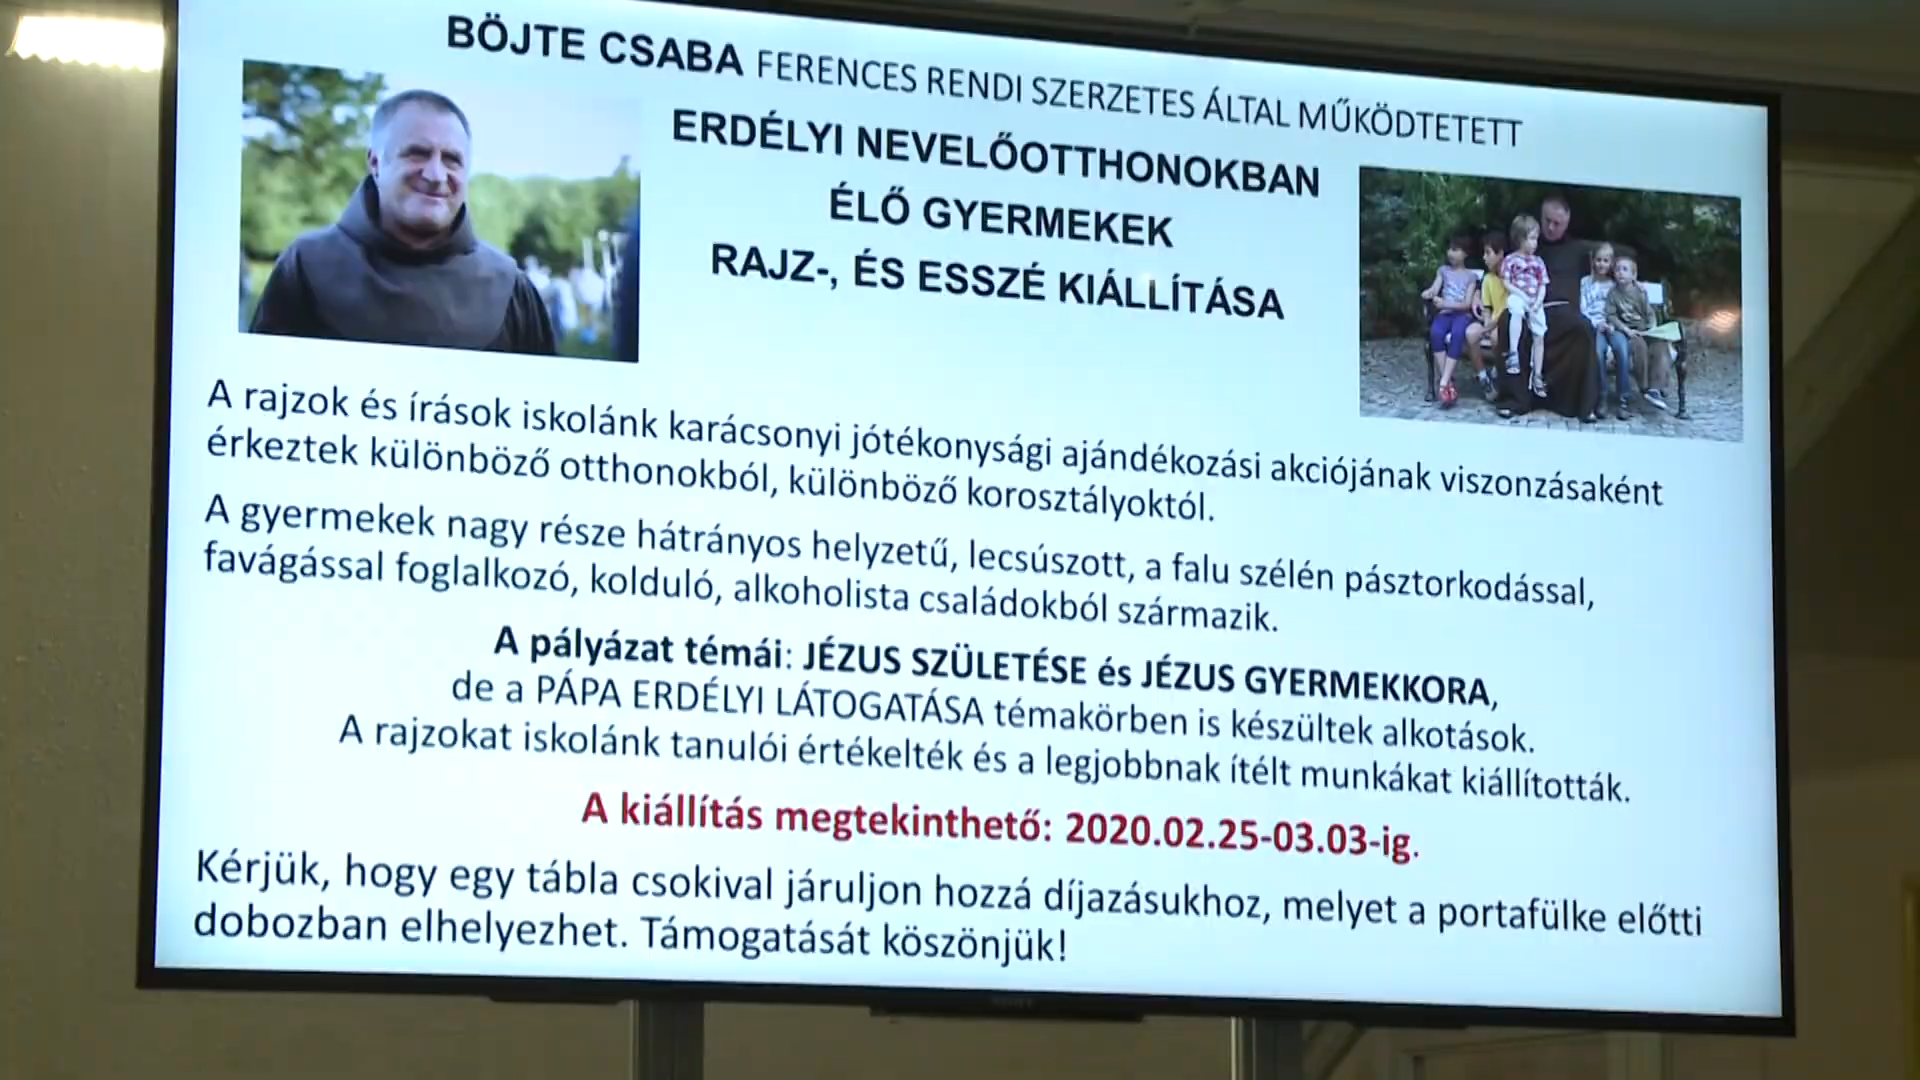 BÖJTE CSABA FERENCES RENDI SZERZETES ÁLTAL MŰKÖDTETETT
ERDÉLYI NEVELŐOTTHONOKBAN
ÉLŐ GYERMEKEK
RAJZ-, ÉS ESSZÉ KIÁLLÍTÁSA
A rajzok és írások iskolánk karácsonyi jótékonysági ajándékozási akciójának viszonzásaként
érkeztek különböző otthonokból, különböző korosztályoktól.
A gyermekek nagy része hátrányos helyzetű, lecsúszott, a falu szélén pásztorkodással,
favágással foglalkozó, kolduló, alkoholista családokból származik.
A pályázat témái: JÉZUS SZÜLETÉSE és JÉZUS GYERMEKKORA,
de a PÁPA ERDÉLYI LÁTOGATÁSA témakörben is készültek alkotások.
A rajzokat iskolánk tanulói értékelték és a legjobbnak ítélt munkákat kiállították.
A kiállítás megtekinthető: 2020.02.25-03.03-ig.
Kérjük, hogy egy tábla csokival járuljon hozzá díjazásukhoz, melyet a portafülke előtti
dobozban elhelyezhet. Támogatását köszönjük!